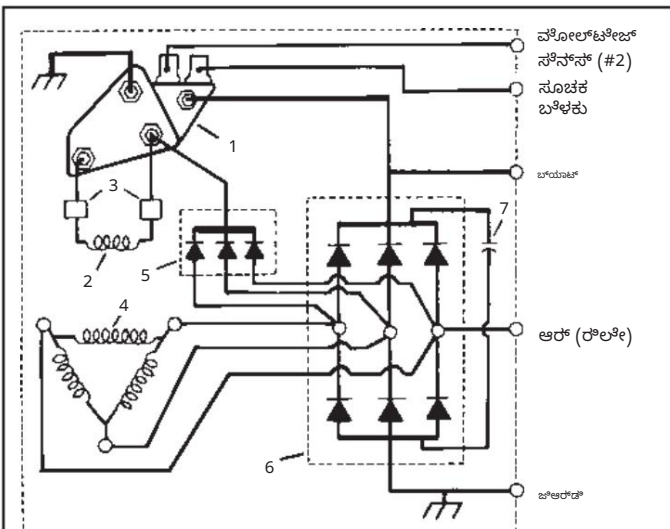 ವೋಲ್ಟೇಜ್
ಸೆನ್ಸ್ (#2)
ಸೂಚಕ
ಬೆಳಕು
1
ಬ್ಯಾಟ್
3
7
5
2
4
ಆರ್ (ರಿಲೇ)
6
ಜಿಆರ್‌ಡಿ